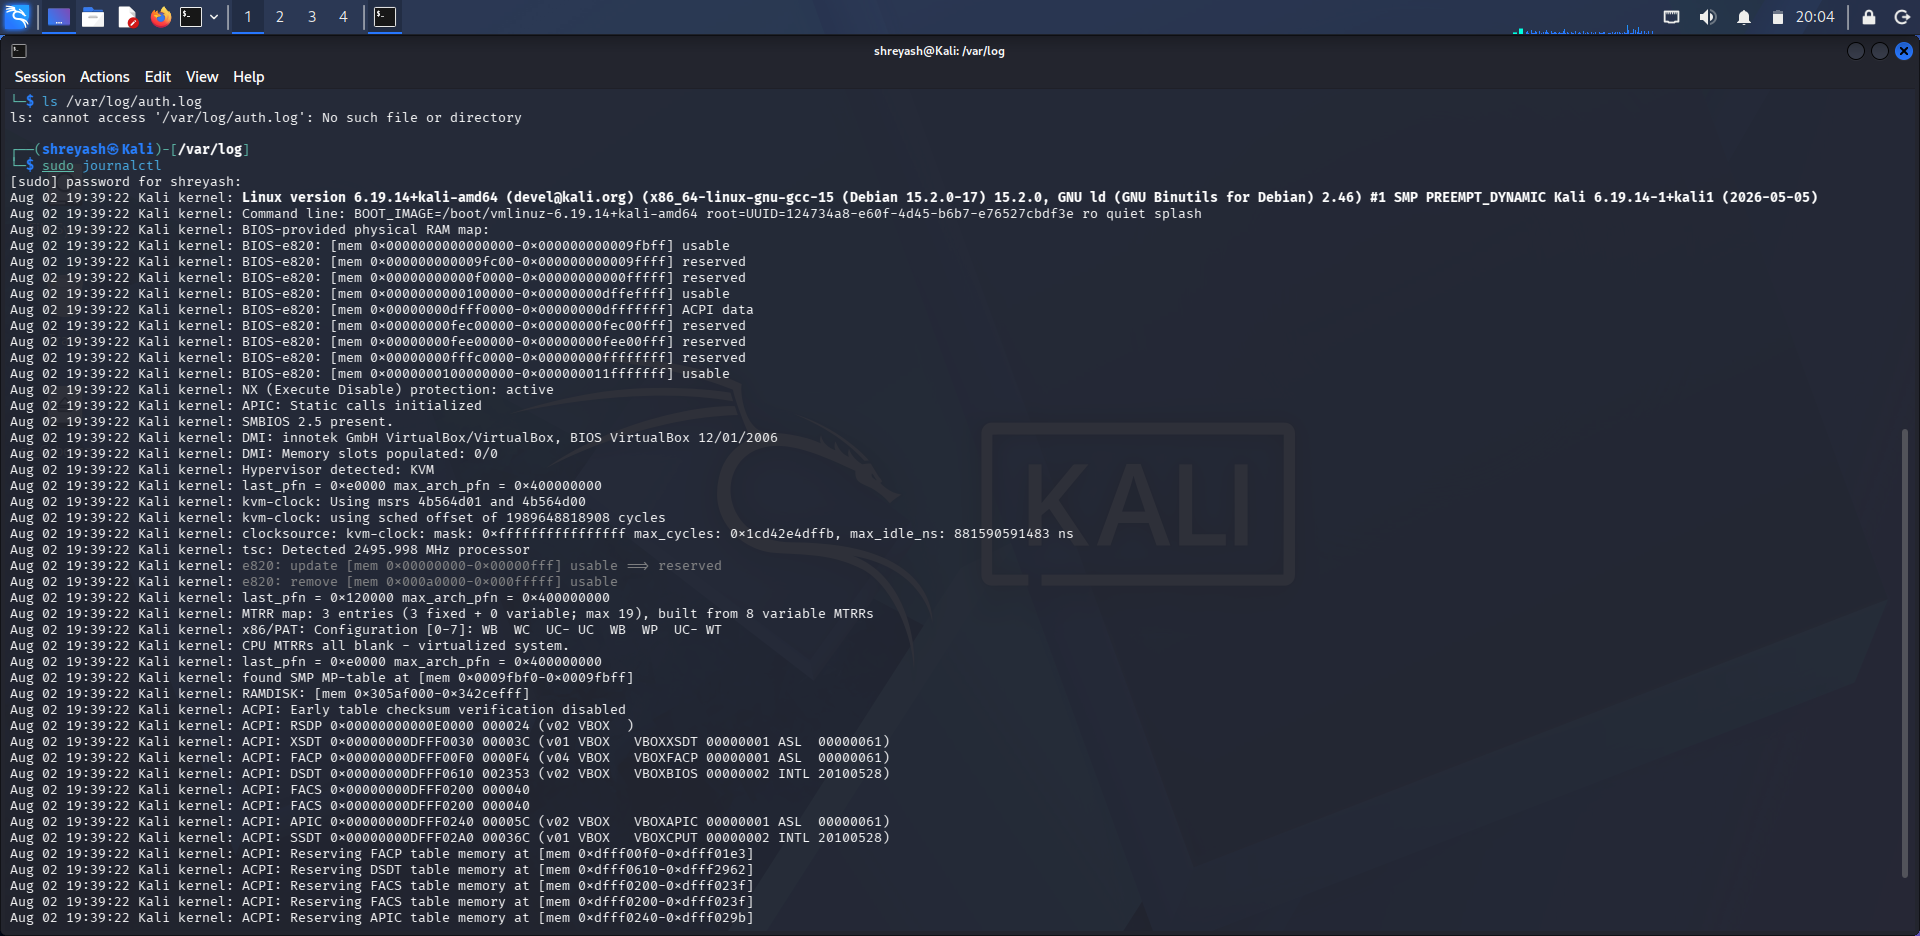 1 2 3 4 20:04
shreyash@Kali: /var/log
Session Actions Edit View Help
└─$ ls /var/log/auth.log
ls: cannot access '/var/log/auth.log': No such file or directory
┌──(shreyash㉿Kali)-[/var/log]
└─$ sudo journalctl
[sudo] password for shreyash:
Aug 02 19:39:22 Kali kernel: Linux version 6.19.14+kali-amd64 (devel@kali.org) (x86_64-linux-gnu-gcc-15 (Debian 15.2.0-17) 15.2.0, GNU ld (GNU Binutils for Debian) 2.46) #1 SMP PREEMPT_DYNAMIC Kali 6.19.14-1+kali1 (2026-05-05)
Aug 02 19:39:22 Kali kernel: Command line: BOOT_IMAGE=/boot/vmlinuz-6.19.14+kali-amd64 root=UUID=124734a8-e60f-4d45-b6b7-e76527cbdf3e ro quiet splash
Aug 02 19:39:22 Kali kernel: BIOS-provided physical RAM map:
Aug 02 19:39:22 Kali kernel: BIOS-e820: [mem 0x0000000000000000-0x000000000009fbff] usable
Aug 02 19:39:22 Kali kernel: BIOS-e820: [mem 0x000000000009fc00-0x000000000009ffff] reserved
Aug 02 19:39:22 Kali kernel: BIOS-e820: [mem 0x00000000000f0000-0x00000000000fffff] reserved
Aug 02 19:39:22 Kali kernel: BIOS-e820: [mem 0x0000000000100000-0x00000000dffeffff] usable
Aug 02 19:39:22 Kali kernel: BIOS-e820: [mem 0x00000000dfff0000-0x00000000dfffffff] ACPI data
Aug 02 19:39:22 Kali kernel: BIOS-e820: [mem 0x00000000fec00000-0x00000000fec00fff] reserved
Aug 02 19:39:22 Kali kernel: BIOS-e820: [mem 0x00000000fee00000-0x00000000fee00fff] reserved
Aug 02 19:39:22 Kali kernel: BIOS-e820: [mem 0x00000000fffc0000-0x00000000ffffffff] reserved
Aug 02 19:39:22 Kali kernel: BIOS-e820: [mem 0x0000000100000000-0x000000011fffffff] usable
Aug 02 19:39:22 Kali kernel: NX (Execute Disable) protection: active
Aug 02 19:39:22 Kali kernel: APIC: Static calls initialized
Aug 02 19:39:22 Kali kernel: SMBIOS 2.5 present.
Aug 02 19:39:22 Kali kernel: DMI: innotek GmbH VirtualBox/VirtualBox, BIOS VirtualBox 12/01/2006
Aug 02 19:39:22 Kali kernel: DMI: Memory slots populated: 0/0
Aug 02 19:39:22 Kali kernel: Hypervisor detected: KVM
Aug 02 19:39:22 Kali kernel: last_pfn = 0xe0000 max_arch_pfn = 0x400000000
Aug 02 19:39:22 Kali kernel: kvm-clock: Using msrs 4b564d01 and 4b564d00
Aug 02 19:39:22 Kali kernel: kvm-clock: using sched offset of 1989648818908 cycles
Aug 02 19:39:22 Kali kernel: clocksource: kvm-clock: mask: 0xffffffffffffffff max_cycles: 0x1cd42e4dffb, max_idle_ns: 881590591483 ns
Aug 02 19:39:22 Kali kernel: tsc: Detected 2495.998 MHz processor
Aug 02 19:39:22 Kali kernel: e820: update [mem 0x00000000-0x00000fff] usable ==> reserved
Aug 02 19:39:22 Kali kernel: e820: remove [mem 0x000a0000-0x000fffff] usable
Aug 02 19:39:22 Kali kernel: last_pfn = 0x120000 max_arch_pfn = 0x400000000
Aug 02 19:39:22 Kali kernel: MTRR map: 3 entries (3 fixed + 0 variable; max 19), built from 8 variable MTRRs
Aug 02 19:39:22 Kali kernel: x86/PAT: Configuration [0-7]: WB  WC  UC- UC  WB  WP  UC- WT
Aug 02 19:39:22 Kali kernel: CPU MTRRs all blank - virtualized system.
Aug 02 19:39:22 Kali kernel: last_pfn = 0xe0000 max_arch_pfn = 0x400000000
Aug 02 19:39:22 Kali kernel: found SMP MP-table at [mem 0x0009fbf0-0x0009fbff]
Aug 02 19:39:22 Kali kernel: RAMDISK: [mem 0x305af000-0x342cefff]
Aug 02 19:39:22 Kali kernel: ACPI: Early table checksum verification disabled
Aug 02 19:39:22 Kali kernel: ACPI: RSDP 0x00000000000E0000 000024 (v02 VBOX  )
Aug 02 19:39:22 Kali kernel: ACPI: XSDT 0x00000000DFFF0030 00003C (v01 VBOX   VBOXXSDT 00000001 ASL  00000061)
Aug 02 19:39:22 Kali kernel: ACPI: FACP 0x00000000DFFF00F0 0000F4 (v04 VBOX   VBOXFACP 00000001 ASL  00000061)
Aug 02 19:39:22 Kali kernel: ACPI: DSDT 0x00000000DFFF0610 002353 (v02 VBOX   VBOXBIOS 00000002 INTL 20100528)
Aug 02 19:39:22 Kali kernel: ACPI: FACS 0x00000000DFFF0200 000040
Aug 02 19:39:22 Kali kernel: ACPI: FACS 0x00000000DFFF0200 000040
Aug 02 19:39:22 Kali kernel: ACPI: APIC 0x00000000DFFF0240 00005C (v02 VBOX   VBOXAPIC 00000001 ASL  00000061)
Aug 02 19:39:22 Kali kernel: ACPI: SSDT 0x00000000DFFF02A0 00036C (v01 VBOX   VBOXCPUT 00000002 INTL 20100528)
Aug 02 19:39:22 Kali kernel: ACPI: Reserving FACP table memory at [mem 0xdfff00f0-0xdfff01e3]
Aug 02 19:39:22 Kali kernel: ACPI: Reserving DSDT table memory at [mem 0xdfff0610-0xdfff2962]
Aug 02 19:39:22 Kali kernel: ACPI: Reserving FACS table memory at [mem 0xdfff0200-0xdfff023f]
Aug 02 19:39:22 Kali kernel: ACPI: Reserving FACS table memory at [mem 0xdfff0200-0xdfff023f]
Aug 02 19:39:22 Kali kernel: ACPI: Reserving APIC table memory at [mem 0xdfff0240-0xdfff029b]
KALI